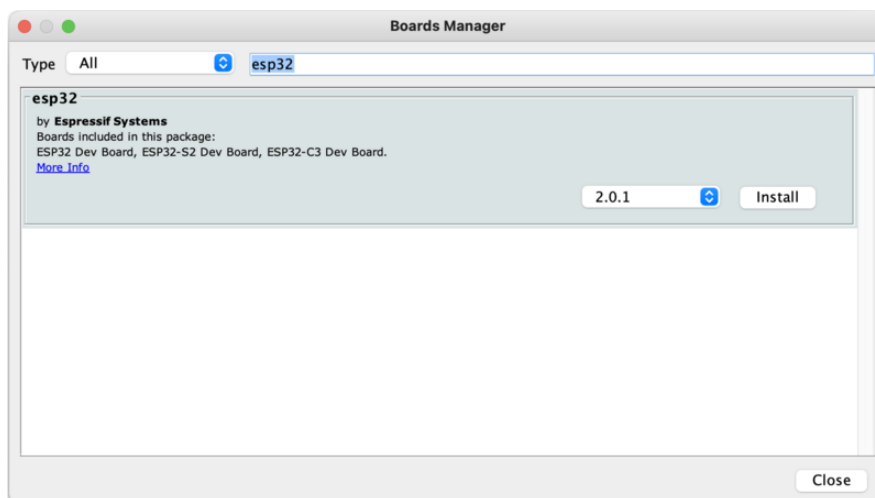 Boards Manager
Type All esp32
esp32
by Espressif Systems
Boards included in this package:
ESP32 Dev Board, ESP32-S2 Dev Board, ESP32-C3 Dev Board.
More Info
2.0.1 Install
Close